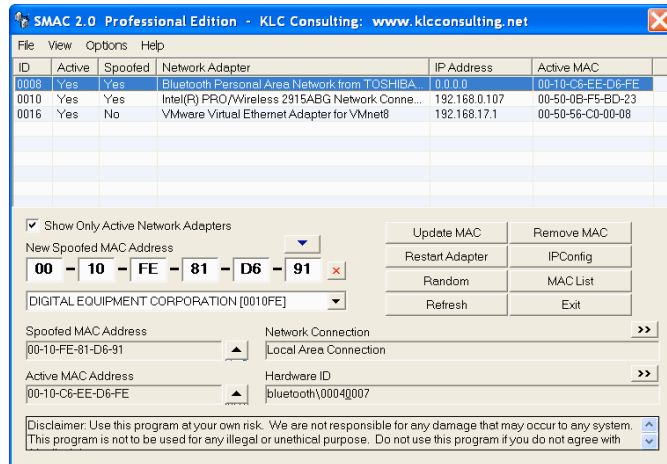 SMAC 2.0 Professional Edition - KLC Consulting: www.klcconsulting.net
File View Options Help
ID Active Spoofed Network Adapter IP Address Active MAC
0008 Yes Yes Bluetooth Personal Area Network from TOSHIBA... 0.0.0.0 00-10-C6-EE-D6-FE
0010 Yes Yes Intel(R) PRO/Wireless 2915ABG Network Conne... 192.168.0.107 00-50-0B-F5-BD-23
0016 Yes No VMware Virtual Ethernet Adapter for VMnet8 192.168.17.1 00-50-56-C0-00-08
Show Only Active Network Adapters
New Spoofed MAC Address
00 - 10 - FE - 81 - D6 - 91 x
DIGITAL EQUIPMENT CORPORATION [0010FE]
Update MAC Remove MAC
Restart Adapter IPConfig
Random MAC List
Refresh Exit
Spoofed MAC Address
00-10-FE-81-D6-91
Network Connection >>
Local Area Connection
Active MAC Address
00-10-C6-EE-D6-FE
Hardware ID >>
bluetooth\00040007
Disclaimer: Use this program at your own risk. We are not responsible for any damage that may occur to any system.
This program is not to be used for any illegal or unethical purpose. Do not use this program if you do not agree with